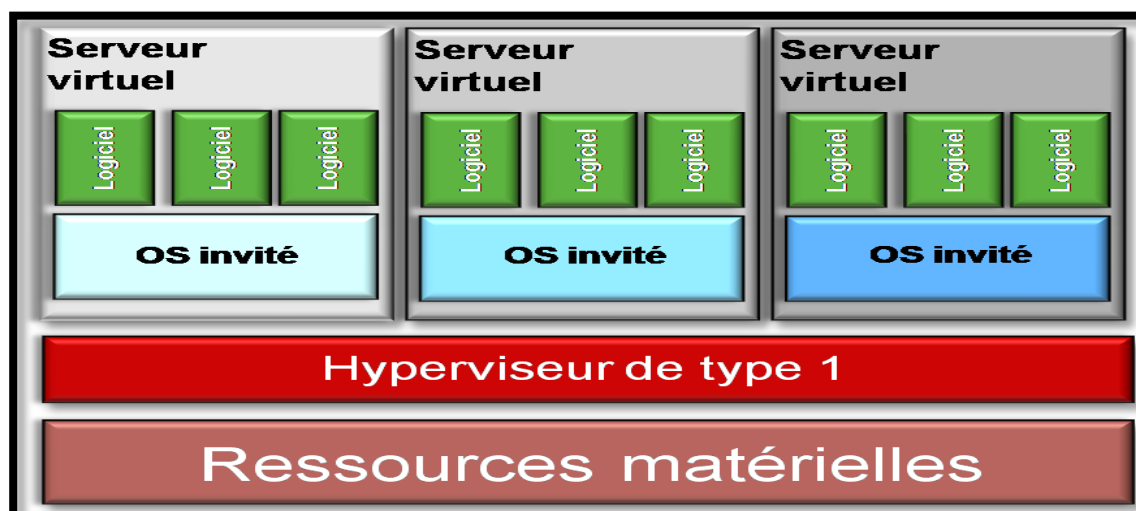 Serveur
virtuel
Logiciel
Logiciel
Logiciel
OS invité
Serveur
virtuel
Logiciel
Logiciel
Logiciel
OS invité
Serveur
virtuel
Logiciel
Logiciel
Logiciel
OS invité
Hyperviseur de type 1
Ressources matérielles